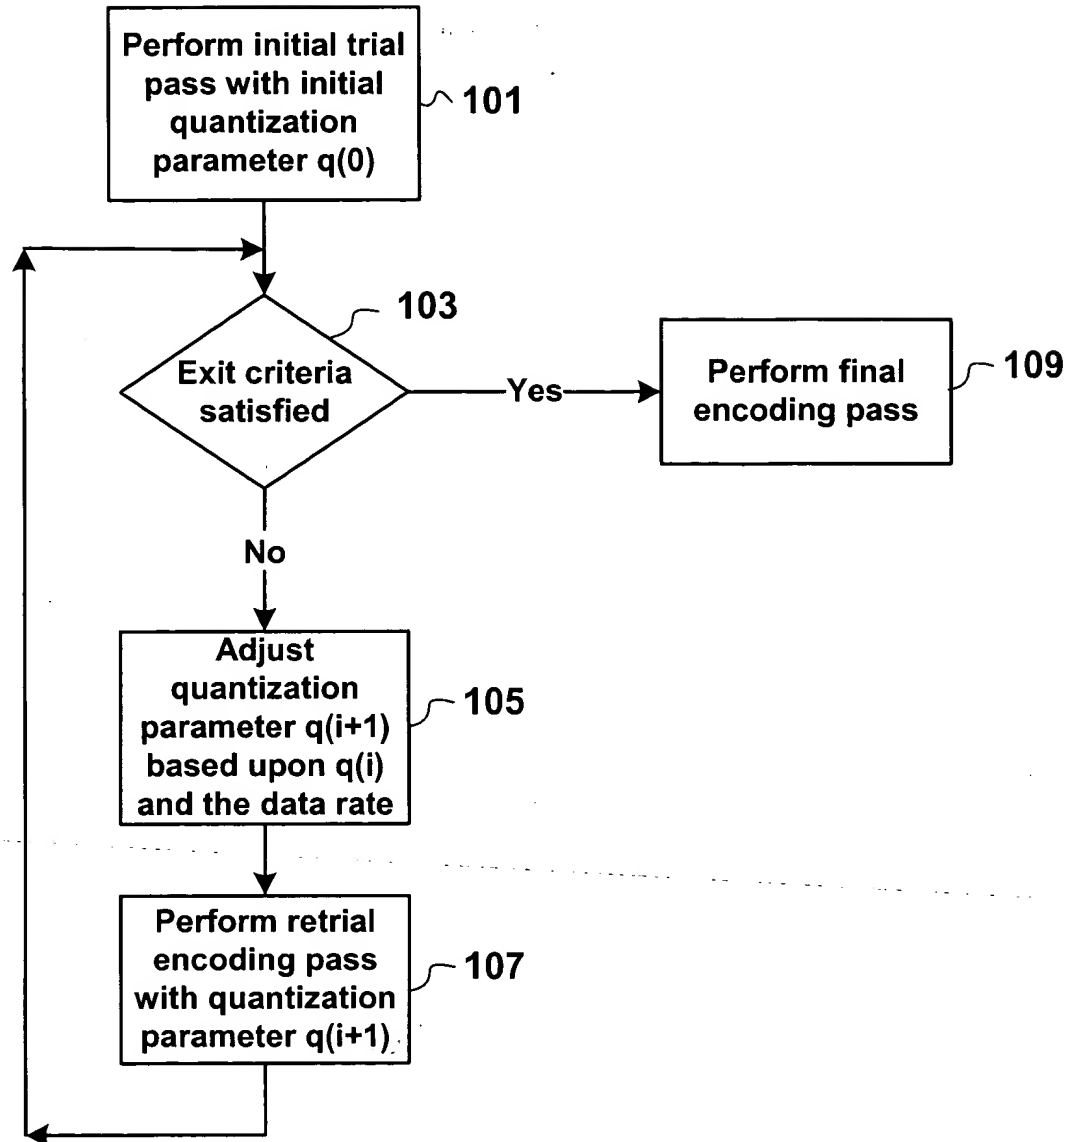 Perform initial trial
pass with initial
quantization
parameter q(0)
101
103
Exit criteria
satisfied
Yes
Perform final
encoding pass
109
No
Adjust
quantization
parameter q(i+1)
based upon q(i)
and the data rate
105
Perform retrial
encoding pass
with quantization
parameter q(i+1)
107